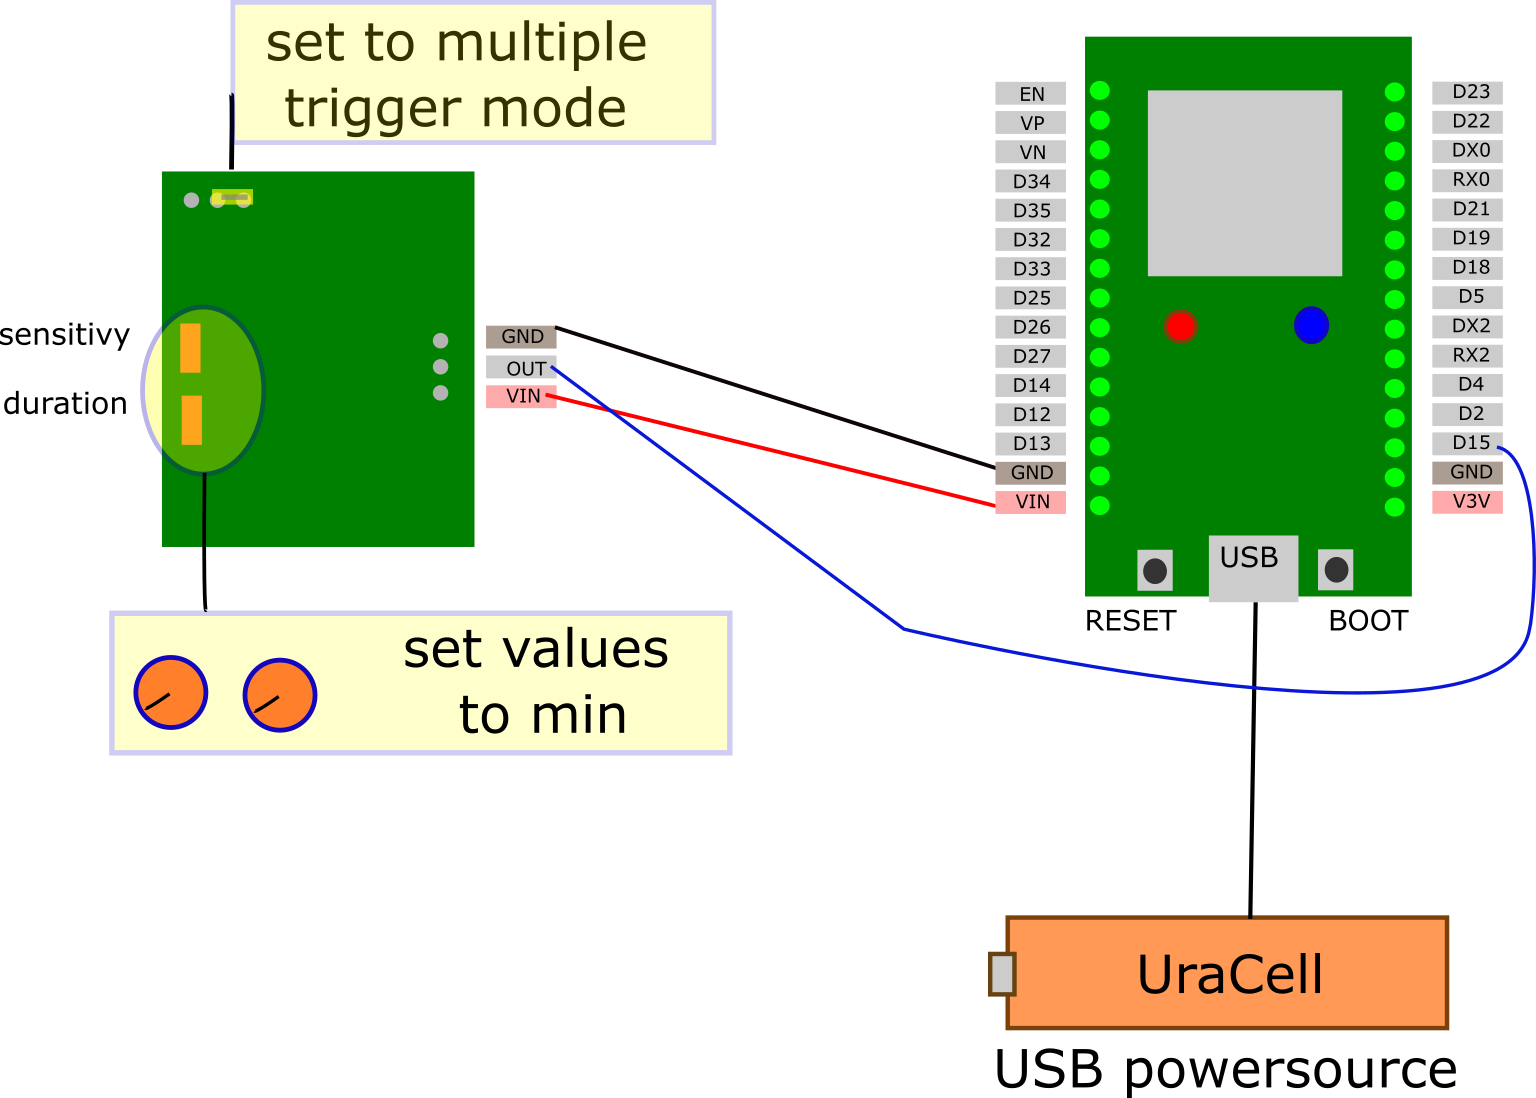 set to multiple
trigger mode
sensitivy
duration
GND
OUT
VIN
set values
to min
EN
VP
VN
D34
D35
D32
D33
D25
D26
D27
D14
D12
D13
GND
VIN
D23
D22
DX0
RX0
D21
D19
D18
D5
DX2
RX2
D4
D2
D15
GND
V3V
USB
RESET
BOOT
UraCell
USB powersource